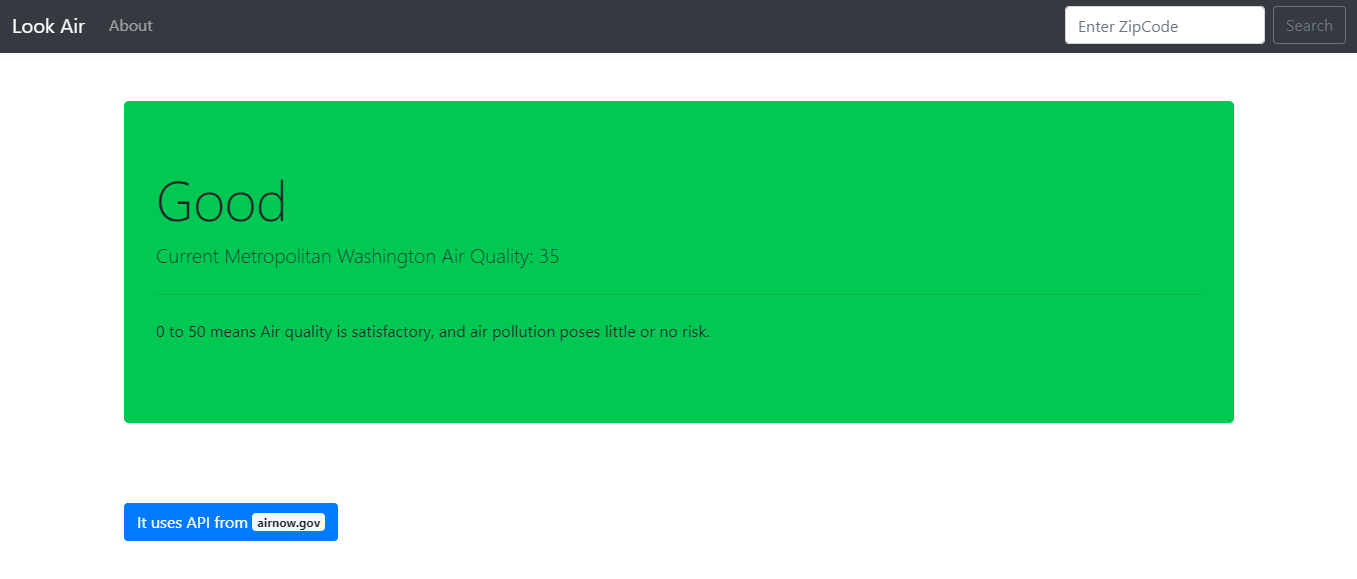 Look Air About Enter ZipCode Search
Good
Current Metropolitan Washington Air Quality: 35
0 to 50 means Air quality is satisfactory, and air pollution poses little or no risk.
It uses API from airnow.gov